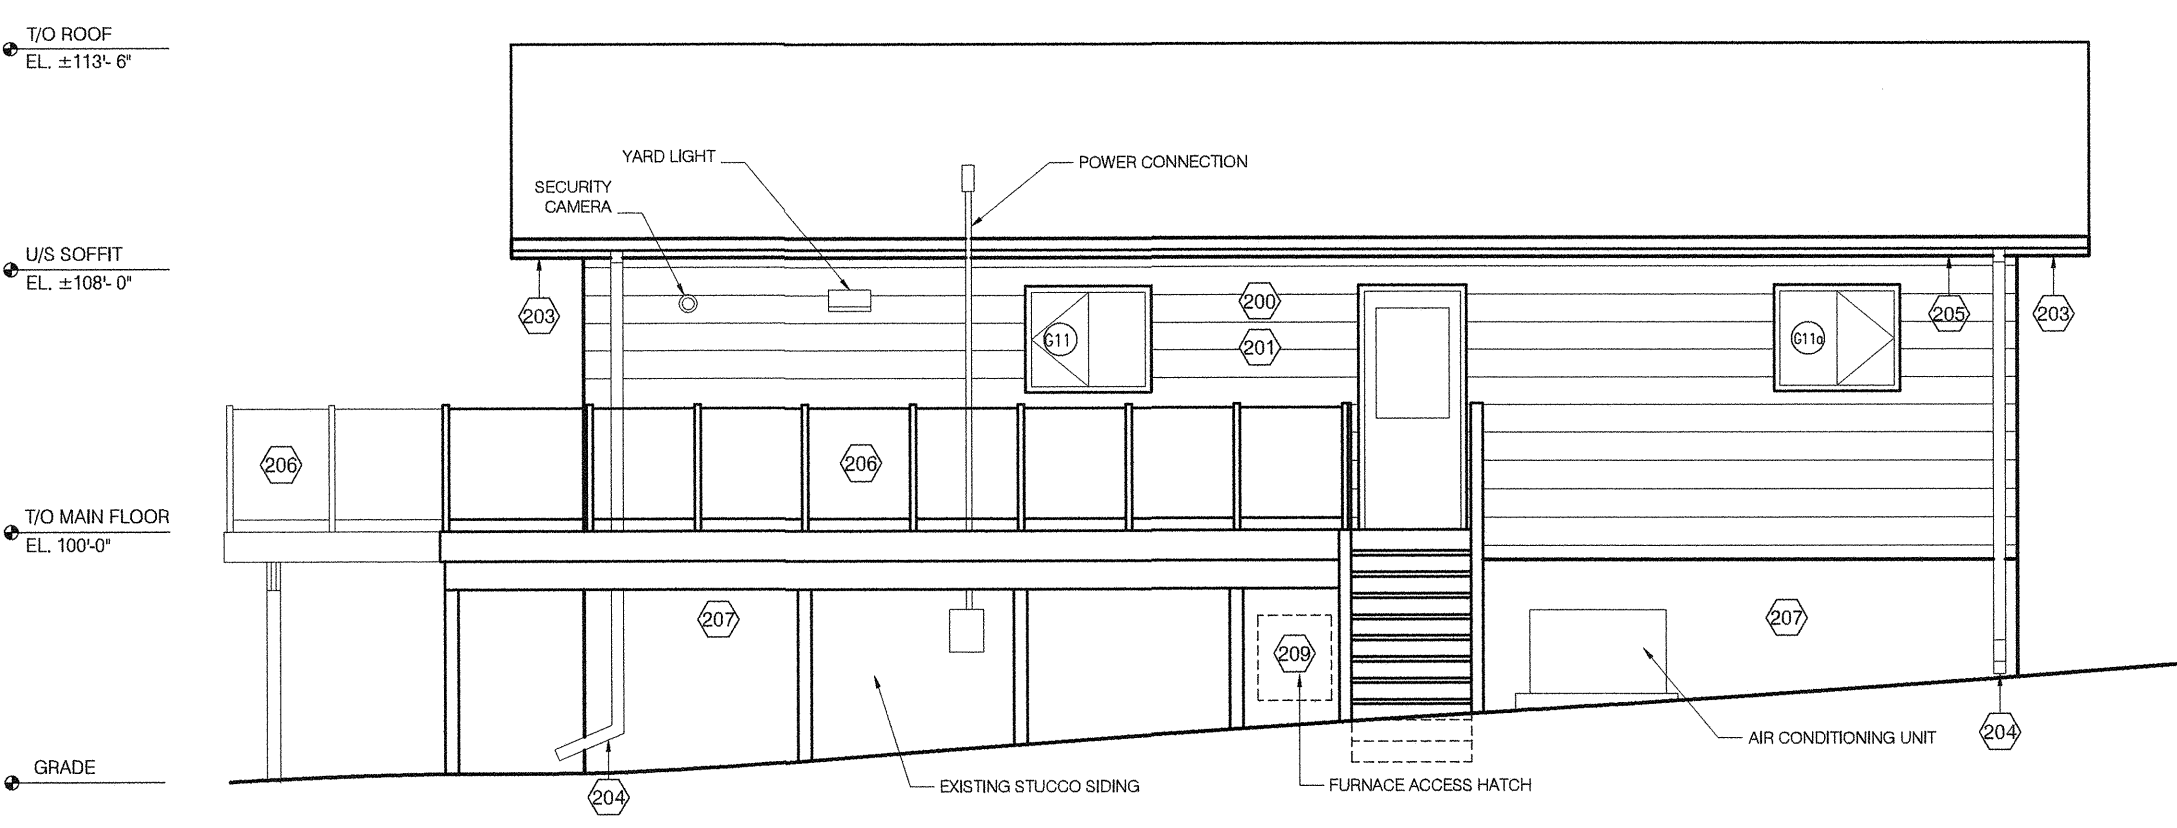 T/O ROOF
EL. ±113'- 6"
YARD LIGHT
POWER CONNECTION
SECURITY
CAMERA
U/S SOFFIT
EL. ±108'- 0"
203
200
205
203
G11
G11a
201
206
206
T/O MAIN FLOOR
EL. 100'-0"
207
207
209
204
AIR CONDITIONING UNIT
GRADE
204
EXISTING STUCCO SIDING
FURNACE ACCESS HATCH